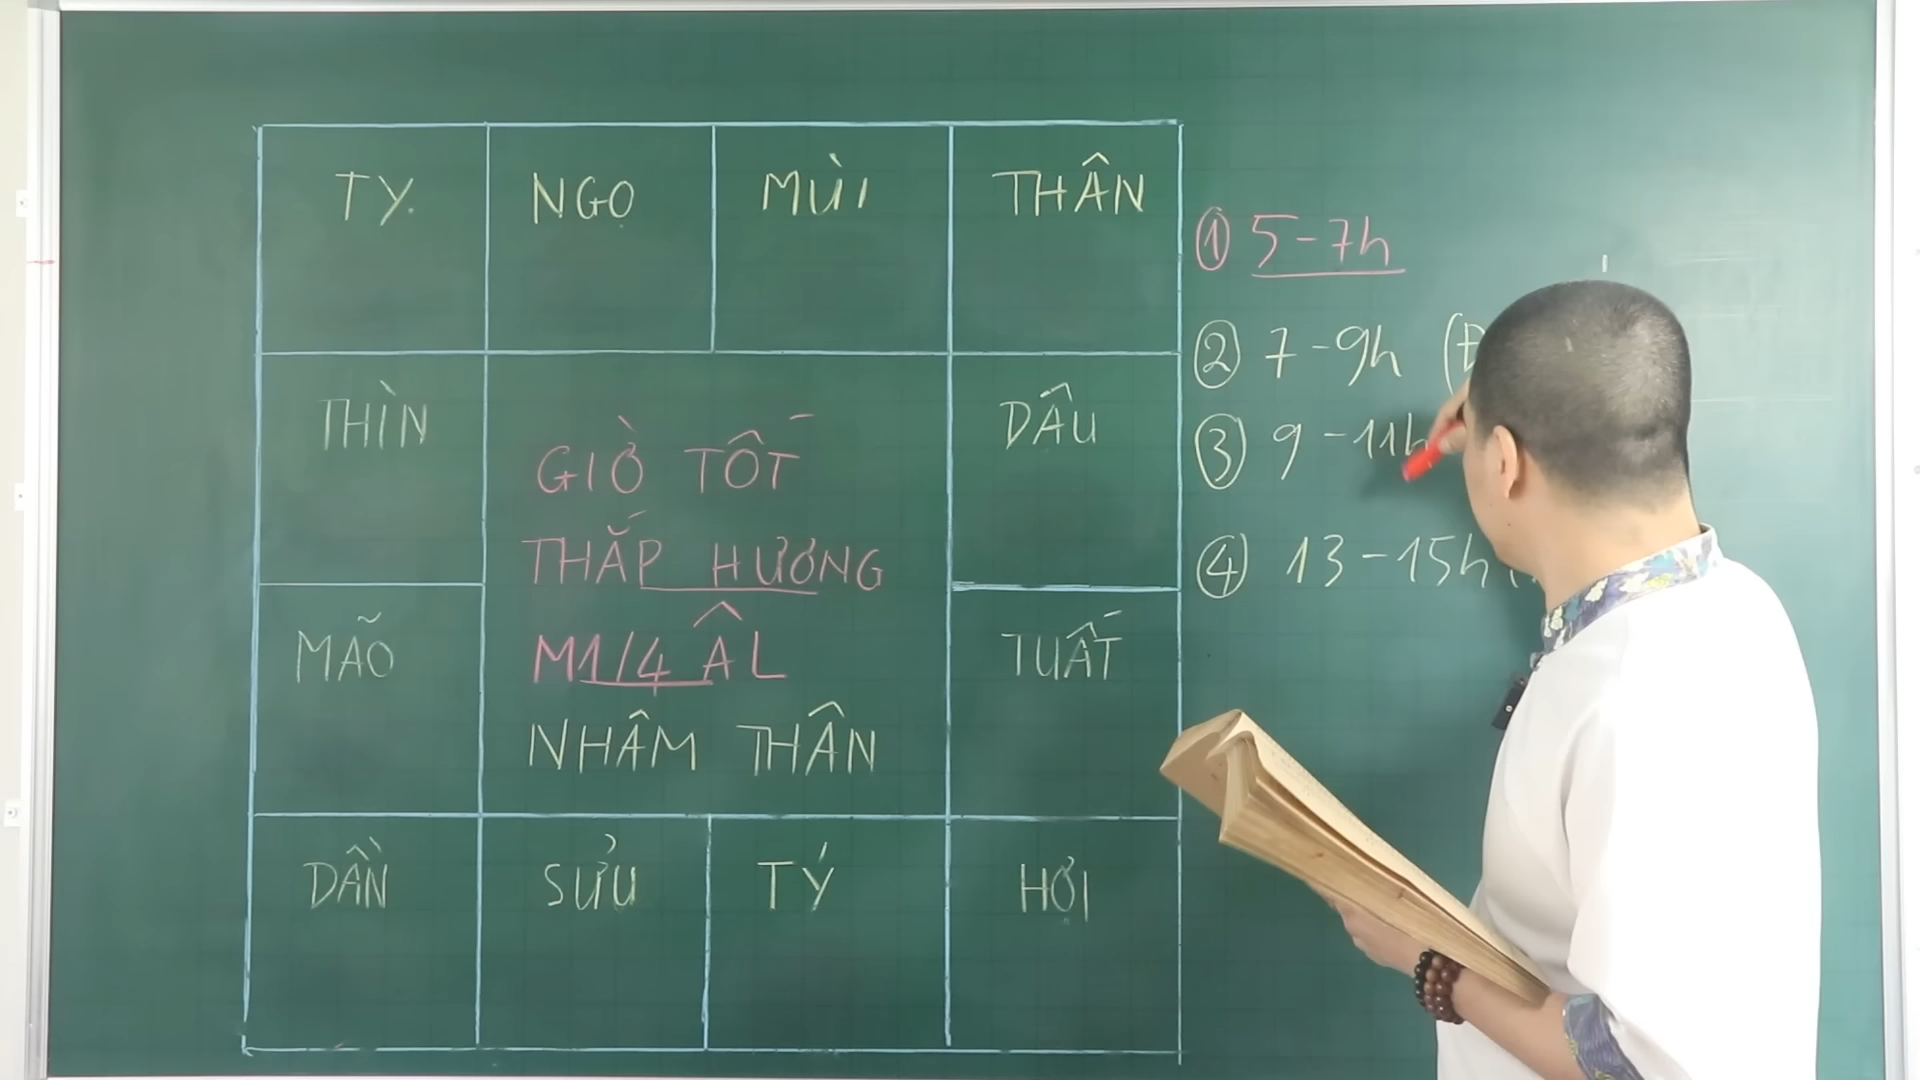 TỴ NGỌ MÙI THÂN
THÌN DẬU
MÃO TUẤT
DẦN SỬU TÝ HỢI
GIỜ TỐT
THẮP HƯƠNG
M1/4 ÂL
NHÂM THÂN
① 5-7h
② 7-9h (Đ
③ 9-11h
④ 13-15h (